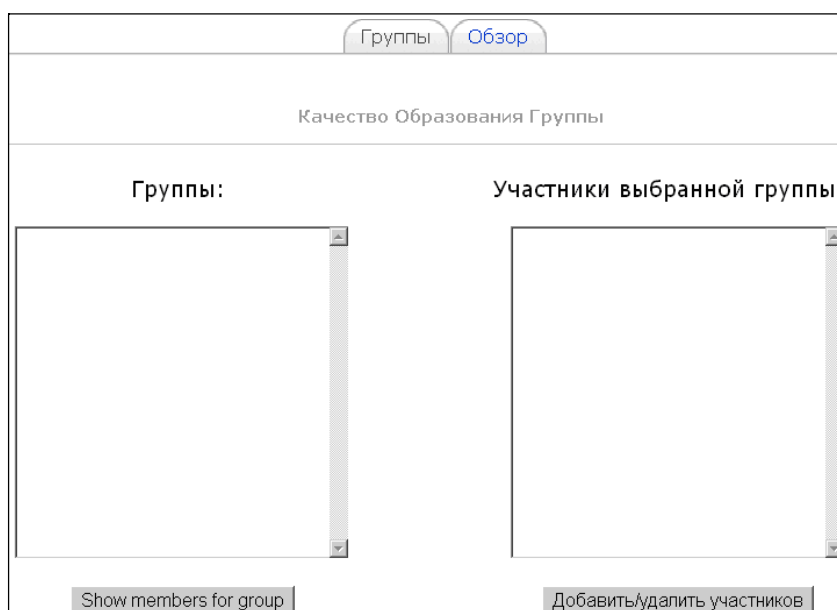 Группы Обзор
Качество Образования Группы
Группы: Участники выбранной группы
Show members for group Добавить/удалить участников